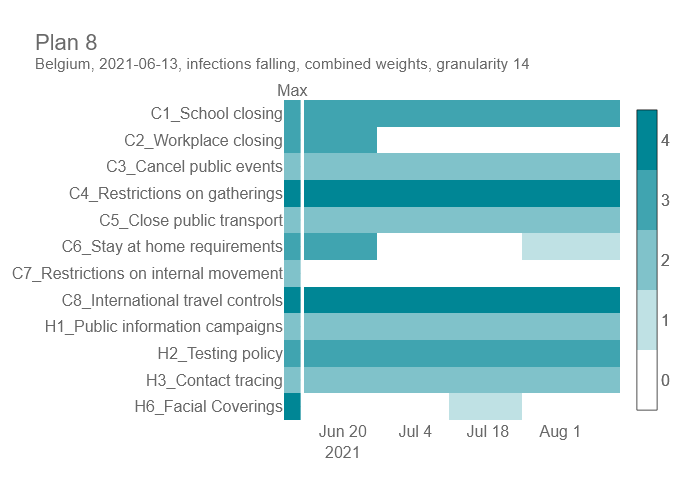 Plan 8
Belgium, 2021-06-13, infections falling, combined weights, granularity 14
Max
C1_School closing
C2_Workplace closing
C3_Cancel public events
C4_Restrictions on gatherings
C5_Close public transport
C6_Stay at home requirements
C7_Restrictions on internal movement
C8_International travel controls
H1_Public information campaigns
H2_Testing policy
H3_Contact tracing
H6_Facial Coverings
Jun 20 Jul 4 Jul 18 Aug 1
2021
4
3
2
1
0